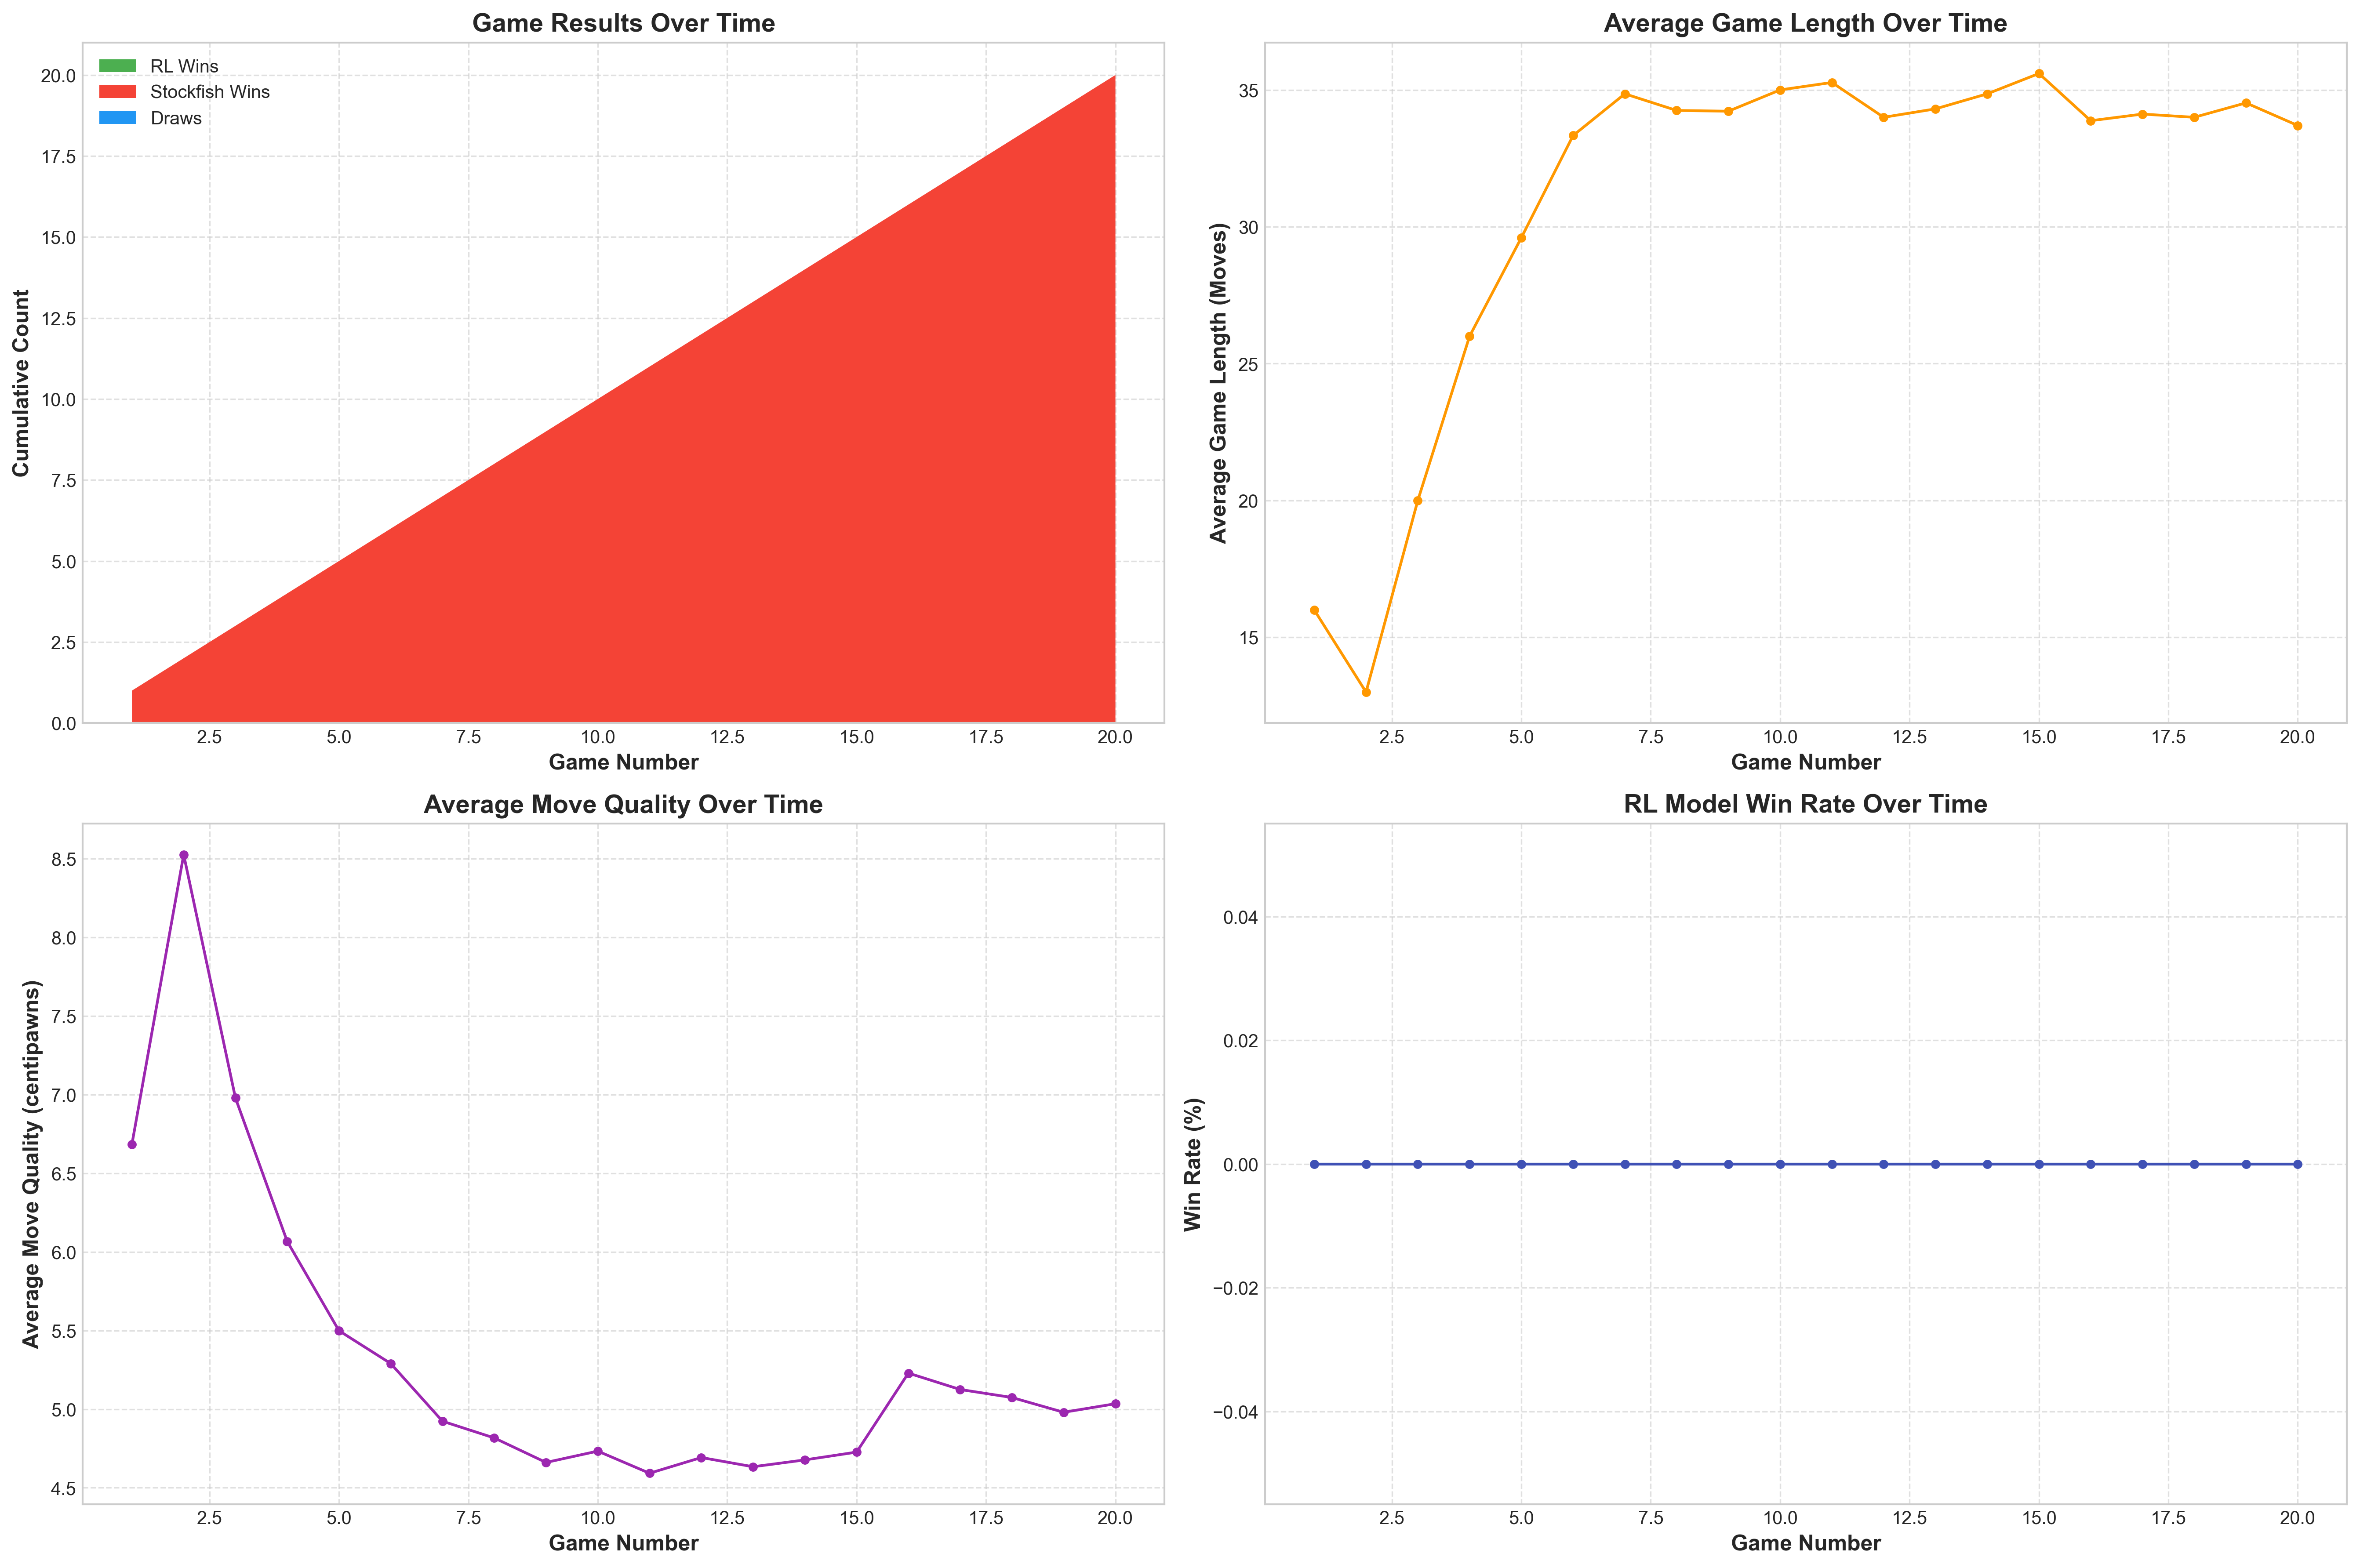 Game Results Over Time
RL Wins
Stockfish Wins
Draws
20.0
17.5
15.0
12.5
10.0
7.5
5.0
2.5
0.0
Cumulative Count
2.5 5.0 7.5 10.0 12.5 15.0 17.5 20.0
Game Number
Average Game Length Over Time
35
30
25
20
15
Average Game Length (Moves)
2.5 5.0 7.5 10.0 12.5 15.0 17.5 20.0
Game Number
Average Move Quality Over Time
8.5
8.0
7.5
7.0
6.5
6.0
5.5
5.0
4.5
Average Move Quality (centipawns)
2.5 5.0 7.5 10.0 12.5 15.0 17.5 20.0
Game Number
RL Model Win Rate Over Time
0.04
0.02
0.00
−0.02
−0.04
Win Rate (%)
2.5 5.0 7.5 10.0 12.5 15.0 17.5 20.0
Game Number